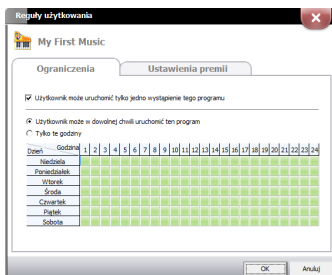 Reguły użytkowania
My First Music
Ograniczenia
Ustawienia premii
Użytkownik może uruchomić tylko jedno wystąpienie tego programu
Użytkownik może w dowolnej chwili uruchomić ten program
Tylko te godziny
Dzień Godzina 1 2 3 4 5 6 7 8 9 10 11 12 13 14 15 16 17 18 19 20 21 22 23 24
Niedziela
Poniedziałek
Wtorek
Środa
Czwartek
Piątek
Sobota
OK Anuluj